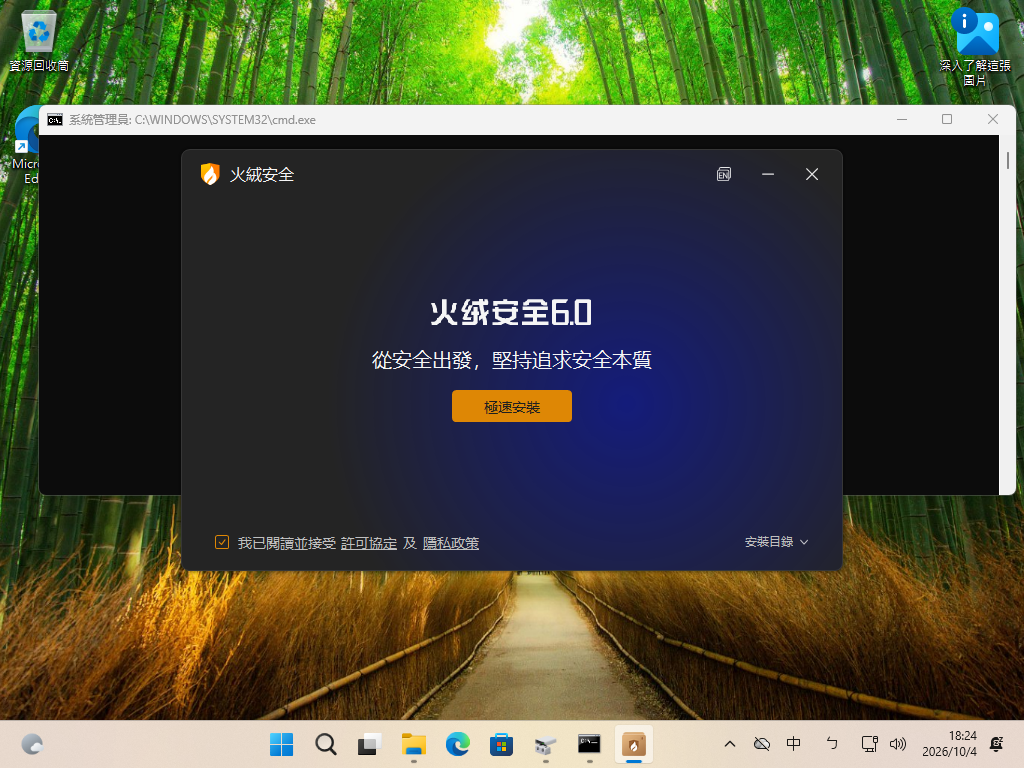 資源回收筒
深入了解這張
圖片
Micr
Ed
系統管理員: C:\WINDOWS\SYSTEM32\cmd.exe
火絨安全
EN
火绒安全6.0
從安全出發，堅持追求安全本質
極速安裝
我已閱讀並接受 許可協定 及 隱私政策
安裝目錄
中
ㄅ
18:24
2026/10/4